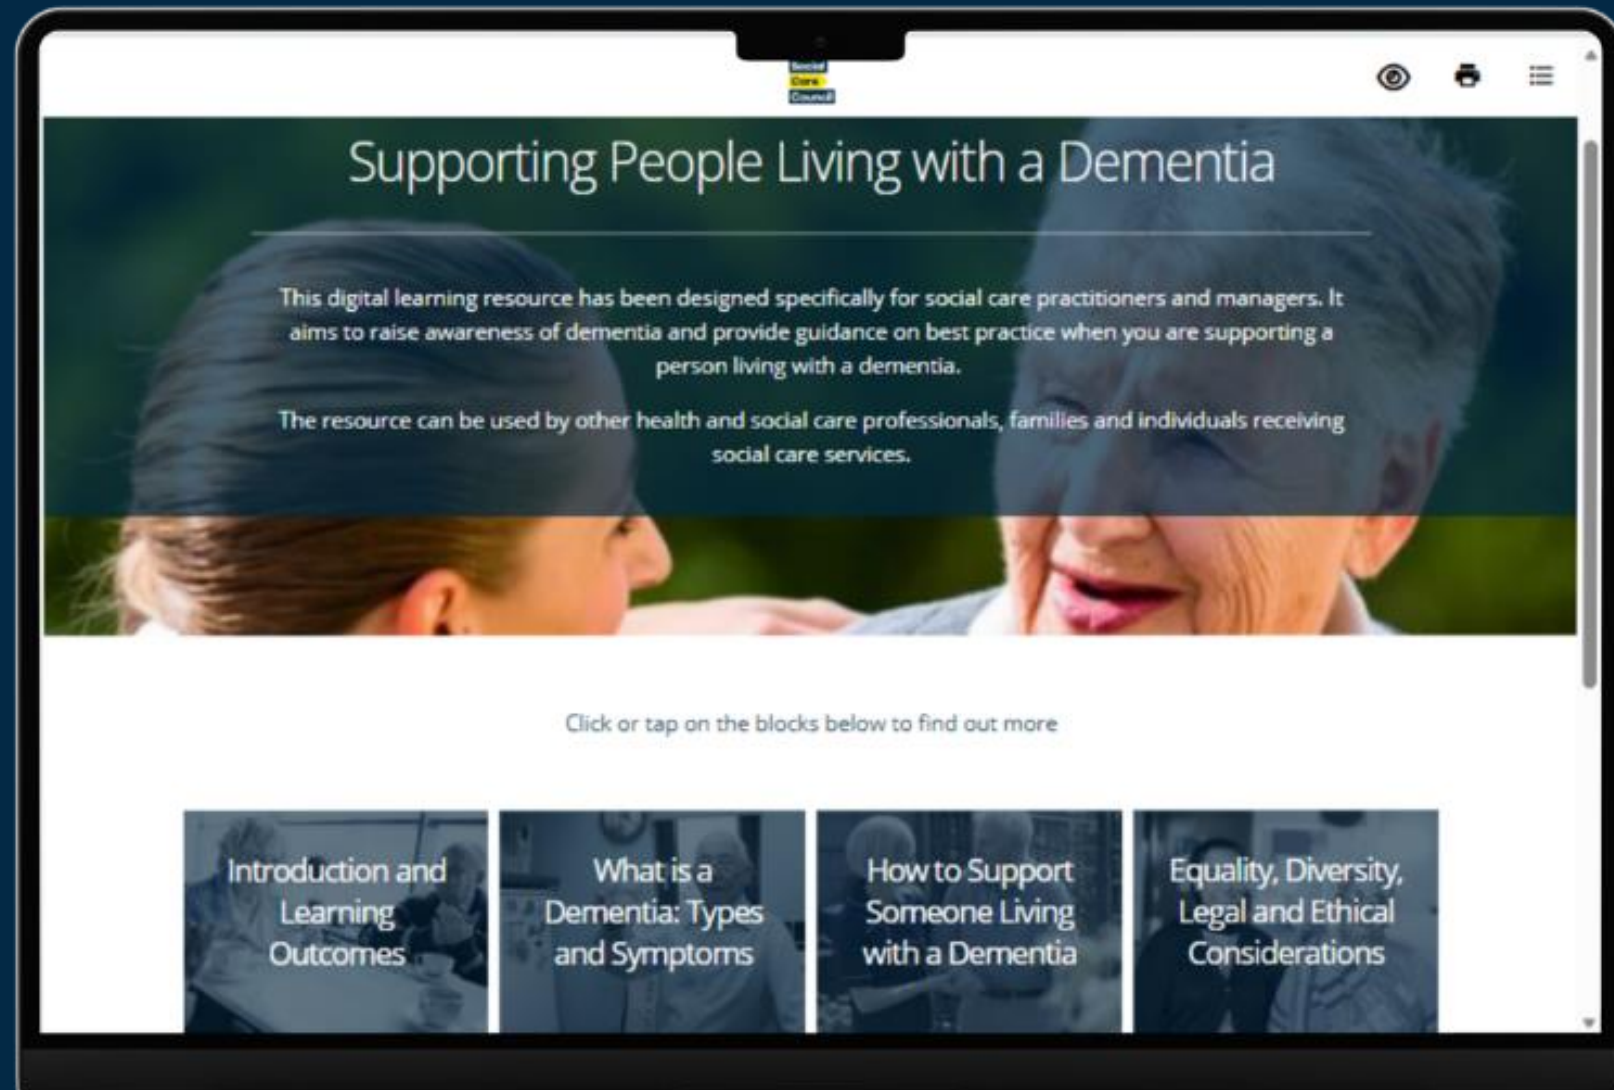 Social
Care
Council
Supporting People Living with a Dementia
This digital learning resource has been designed specifically for social care practitioners and managers. It
aims to raise awareness of dementia and provide guidance on best practice when you are supporting a
person living with a dementia.
The resource can be used by other health and social care professionals, families and individuals receiving
social care services.
Click or tap on the blocks below to find out more
Introduction and
Learning
Outcomes
What is a
Dementia: Types
and Symptoms
How to Support
Someone Living
with a Dementia
Equality, Diversity,
Legal and Ethical
Considerations